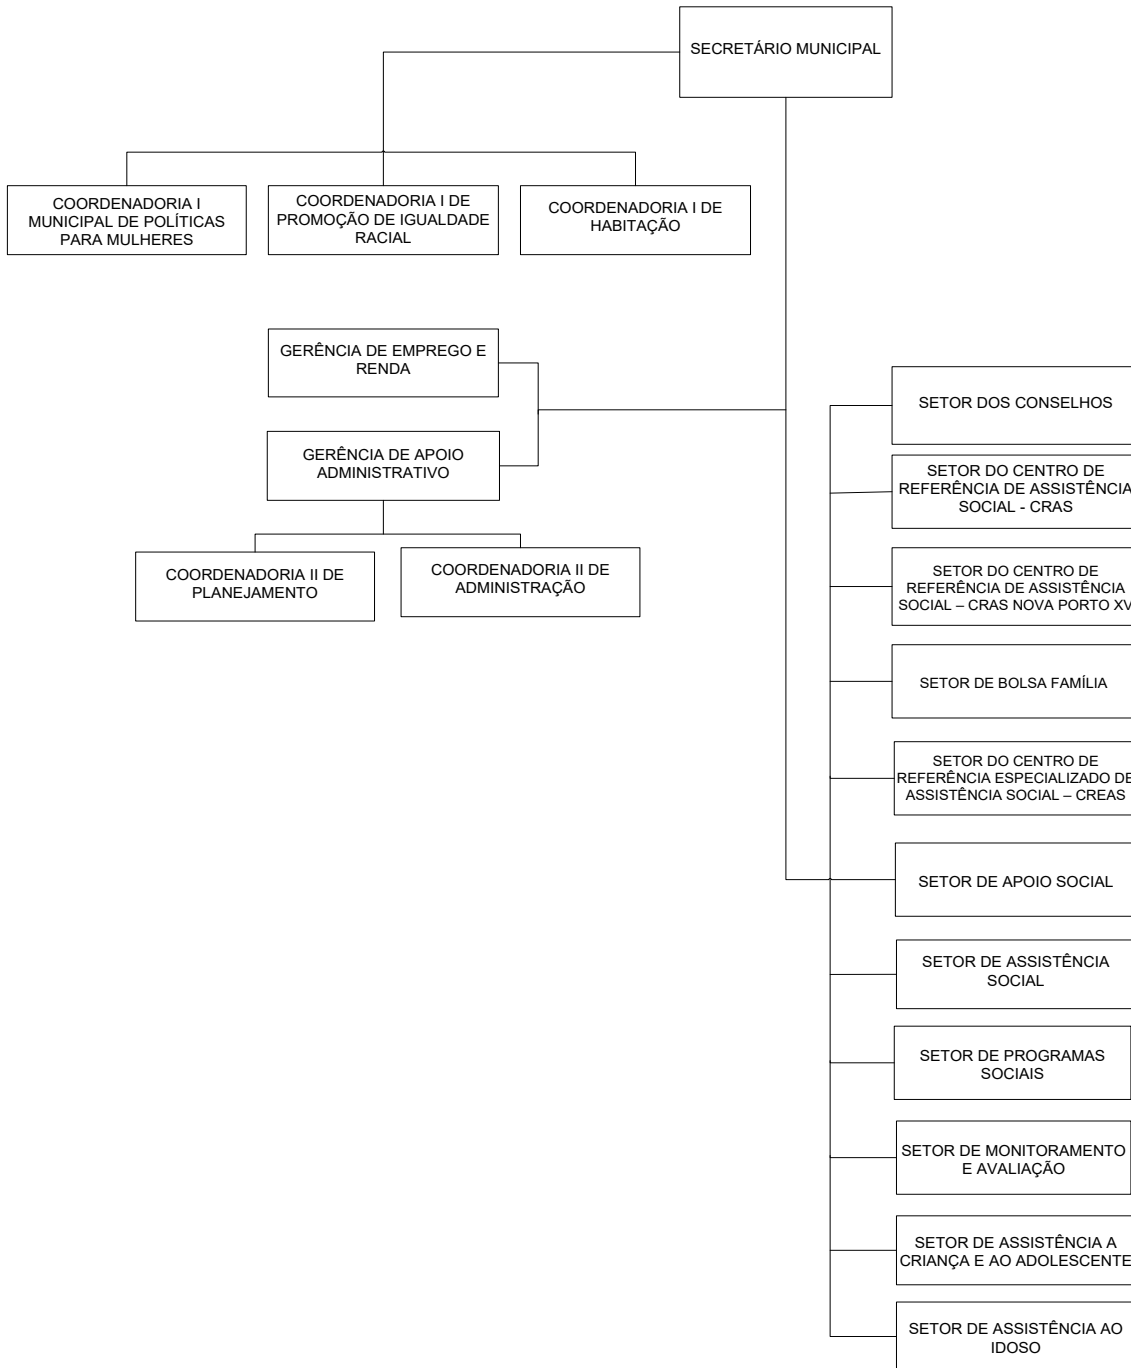 SECRETÁRIO MUNICIPAL
COORDENADORIA I
MUNICIPAL DE POLÍTICAS
PARA MULHERES
COORDENADORIA I DE
PROMOÇÃO DE IGUALDADE
RACIAL
COORDENADORIA I DE
HABITAÇÃO
GERÊNCIA DE EMPREGO E
RENDA
GERÊNCIA DE APOIO
ADMINISTRATIVO
COORDENADORIA II DE
PLANEJAMENTO
COORDENADORIA II DE
ADMINISTRAÇÃO
SETOR DOS CONSELHOS
SETOR DO CENTRO DE
REFERÊNCIA DE ASSISTÊNCIA
SOCIAL - CRAS
SETOR DO CENTRO DE
REFERÊNCIA DE ASSISTÊNCIA
SOCIAL – CRAS NOVA PORTO XV
SETOR DE BOLSA FAMÍLIA
SETOR DO CENTRO DE
REFERÊNCIA ESPECIALIZADO DE
ASSISTÊNCIA SOCIAL – CREAS
SETOR DE APOIO SOCIAL
SETOR DE ASSISTÊNCIA
SOCIAL
SETOR DE PROGRAMAS
SOCIAIS
SETOR DE MONITORAMENTO
E AVALIAÇÃO
SETOR DE ASSISTÊNCIA A
CRIANÇA E AO ADOLESCENTE
SETOR DE ASSISTÊNCIA AO
IDOSO